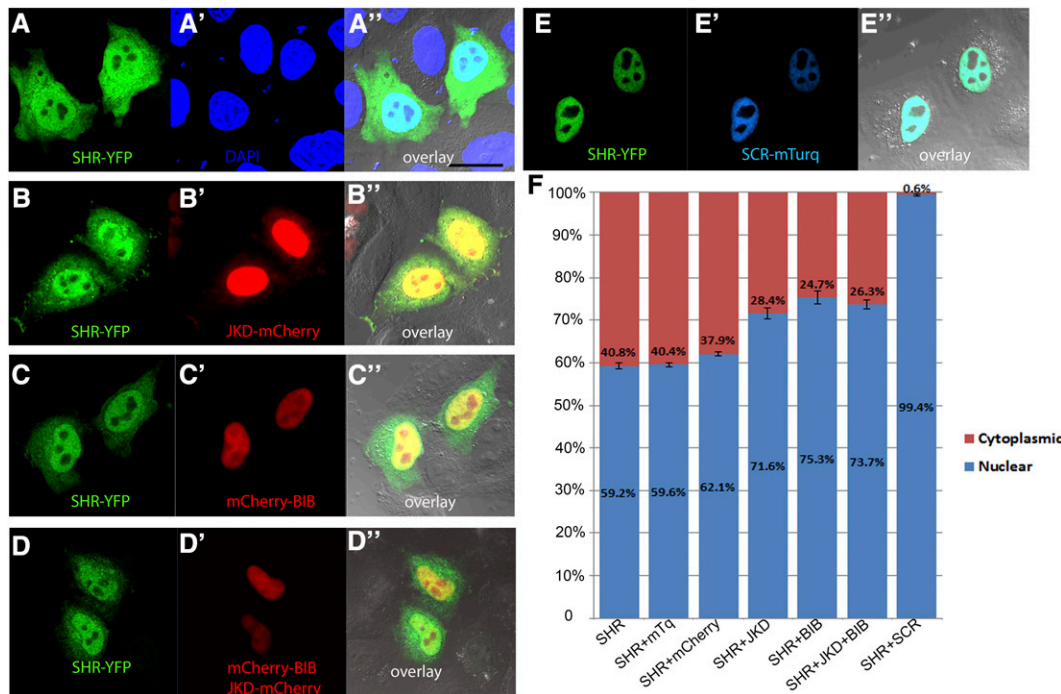 A
A'
A''
SHR-YFP
DAPI
overlay
B
B'
B''
SHR-YFP
JKD-mCherry
overlay
C
C'
C''
SHR-YFP
mCherry-BIB
overlay
D
D'
D''
SHR-YFP
mCherry-BIB
JKD-mCherry
overlay
E
E'
E''
SHR-YFP
SCR-mTurq
overlay
F
100%
90%
80%
70%
60%
50%
40%
30%
20%
10%
0
40.8%
40.4%
37.9%
28.4%
24.7%
26.3%
0.6%
59.2%
59.6%
62.1%
71.6%
75.3%
73.7%
99.4%
Cytoplasmic
Nuclear
SHR
SHR+mTq
SHR+mCherry
SHR+JKD
SHR+BIB
SHR+JKD+BIB
SHR+SCR